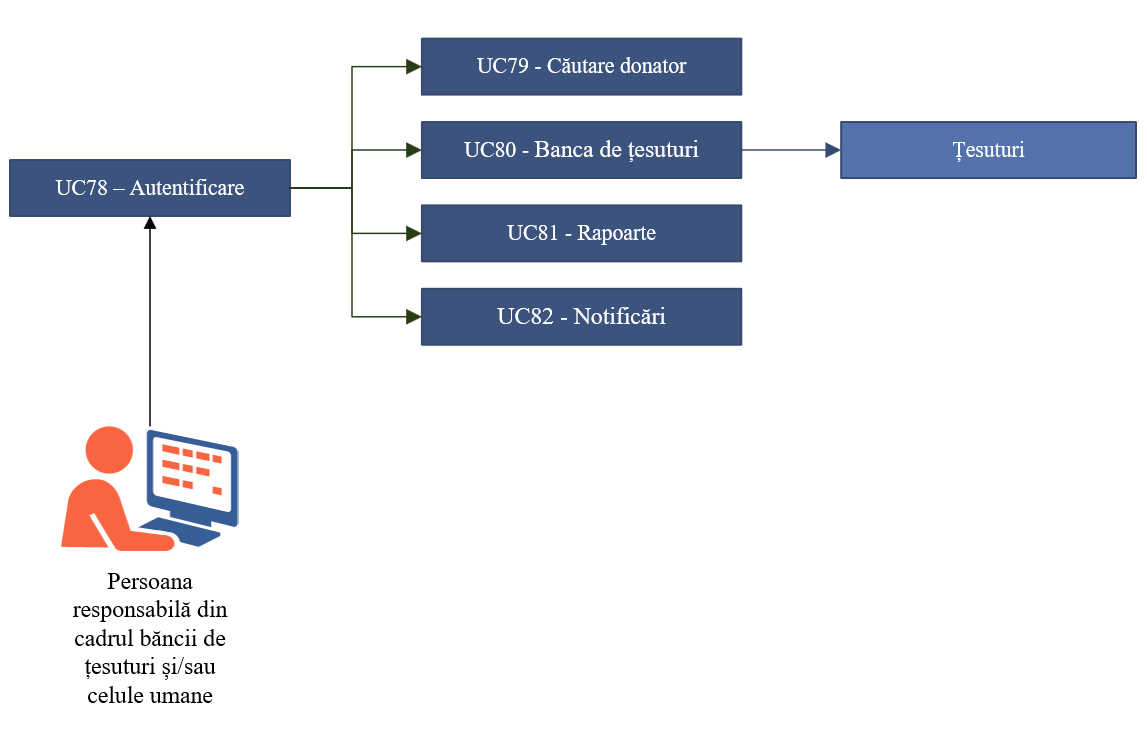 UC79 - Căutare donator
UC80 - Banca de țesuturi
Țesuturi
UC78 – Autentificare
UC81 - Rapoarte
UC82 - Notificări
Persoana
responsabilă din
cadrul băncii de
țesuturi și/sau
celule umane